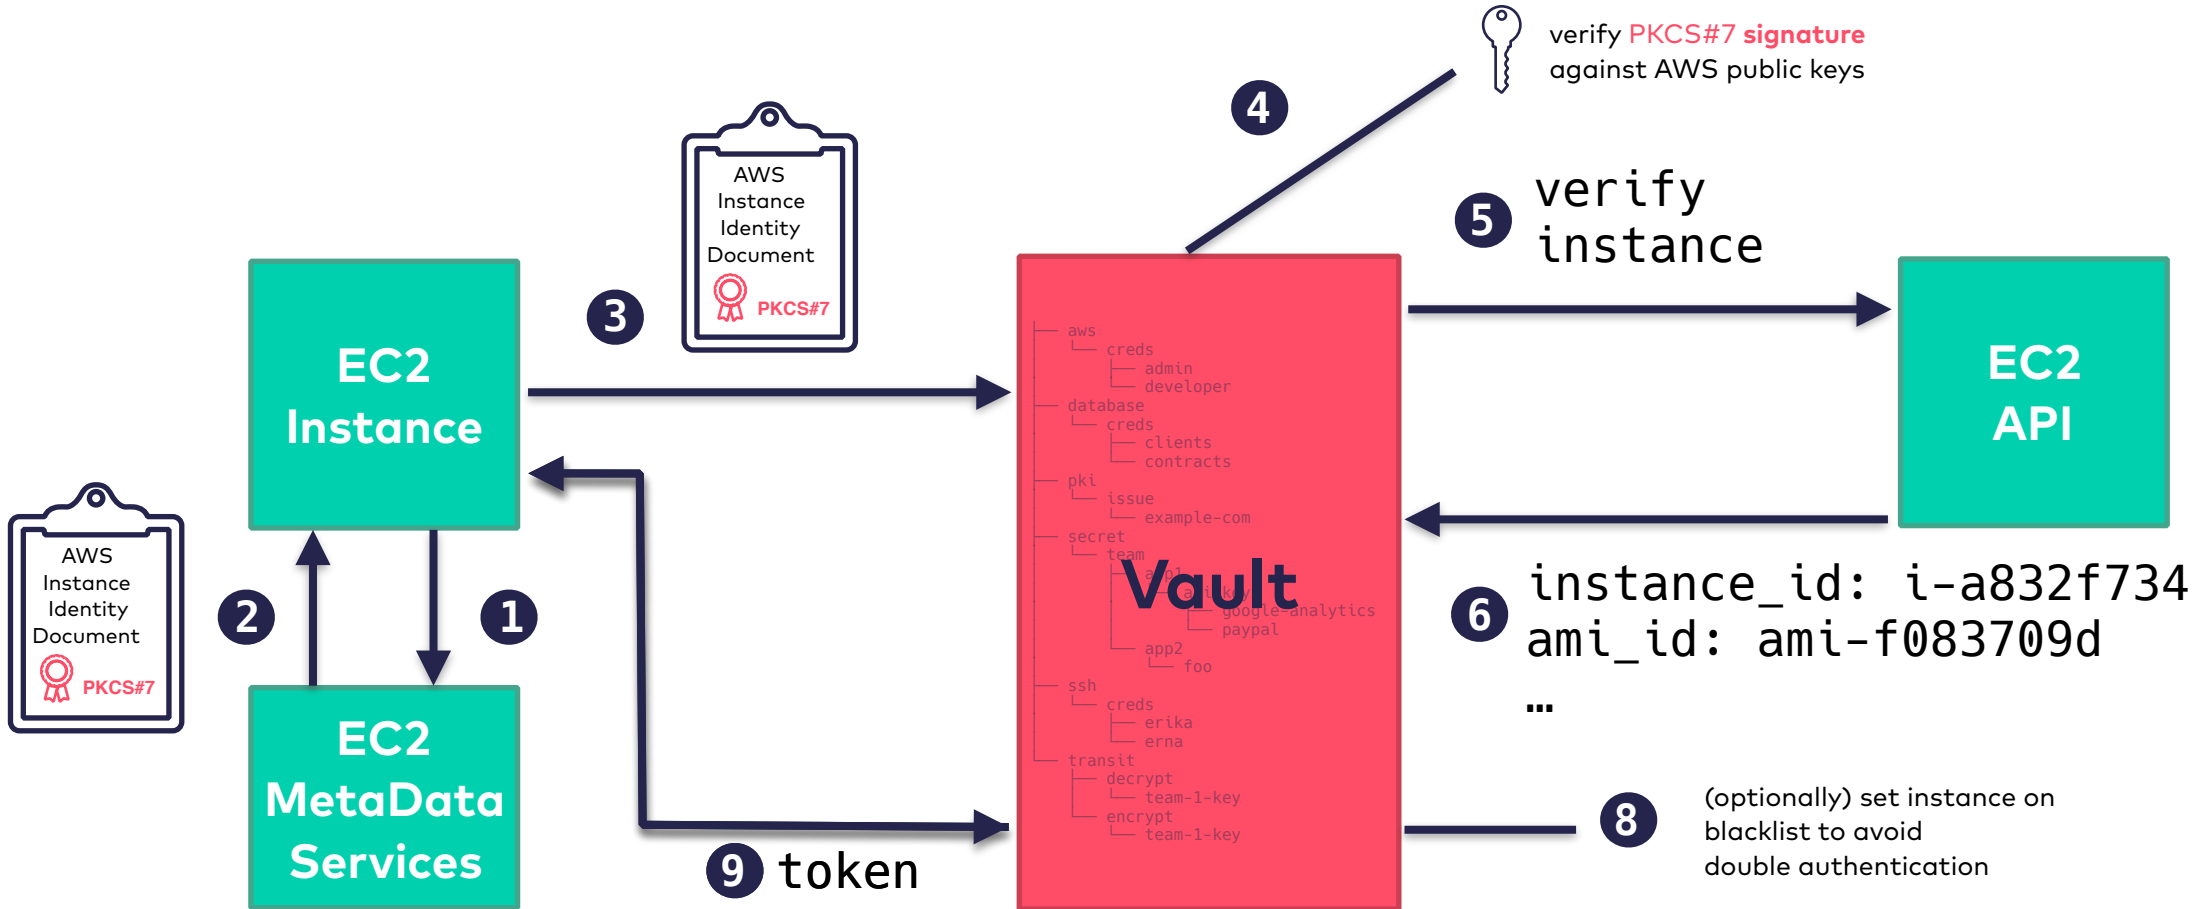 verify PKCS#7 signature
against AWS public keys
4
AWS
Instance
Identity
Document
PKCS#7
3
5
verify
instance
EC2
Instance
Vault
├── aws
│   └── creds
│       ├── admin
│       └── developer
├── database
│   └── creds
│       ├── clients
│       └── contracts
├── pki
│   └── issue
│       └── example-com
├── secret
│   └── team
│       ├── app1
│       │   └── api-key
│       │       ├── google-analytics
│       │       └── paypal
│       └── app2
│           └── foo
├── ssh
│   └── creds
│       ├── erika
│       └── erna
└── transit
    ├── decrypt
    │   └── team-1-key
    └── encrypt
        └── team-1-key
EC2
API
AWS
Instance
Identity
Document
PKCS#7
2
1
6
instance_id: i-a832f734
ami_id: ami-f083709d
…
EC2
MetaData
Services
9 token
8
(optionally) set instance on
blacklist to avoid
double authentication